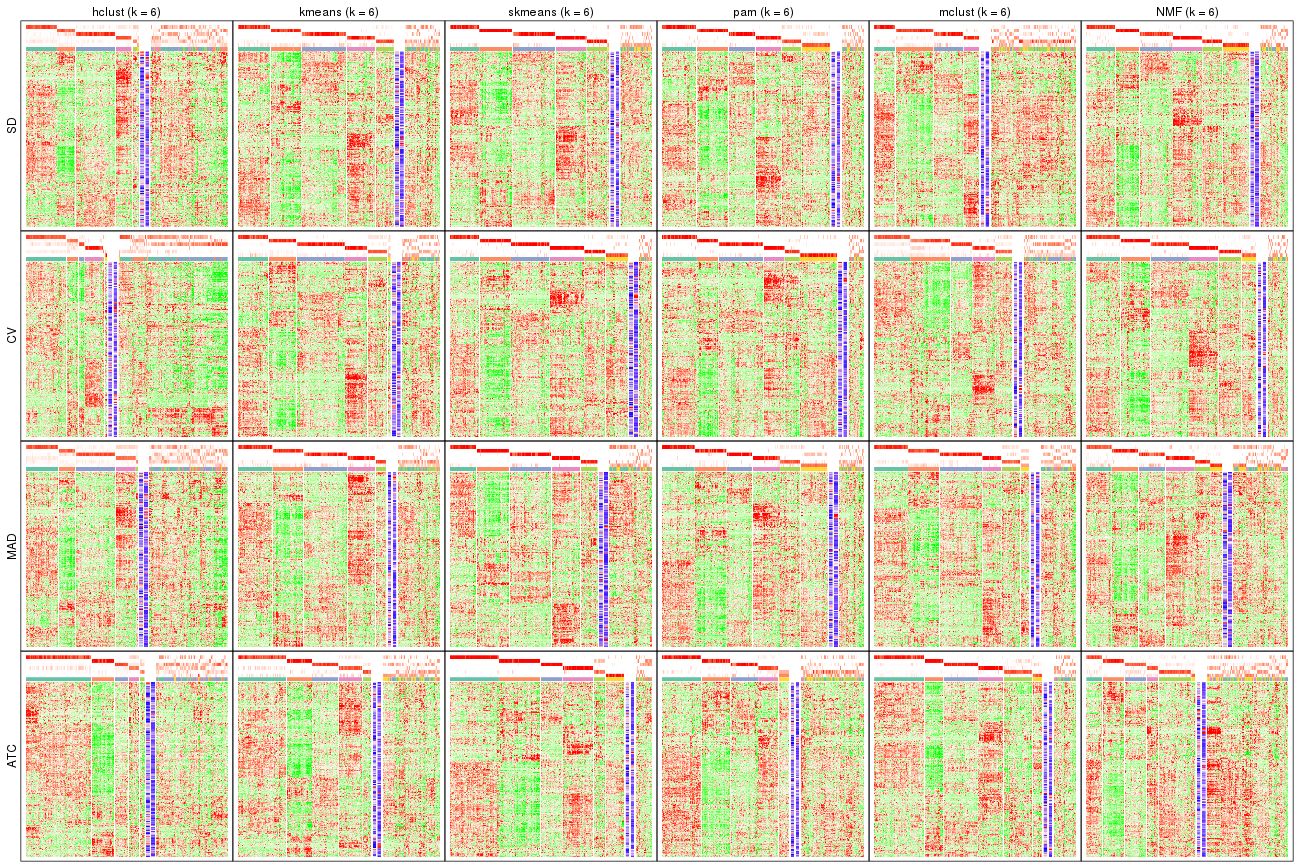 hclust (k = 6) kmeans (k = 6) skmeans (k = 6) pam (k = 6) mclust (k = 6) NMF (k = 6)
SD
CV
MAD
ATC